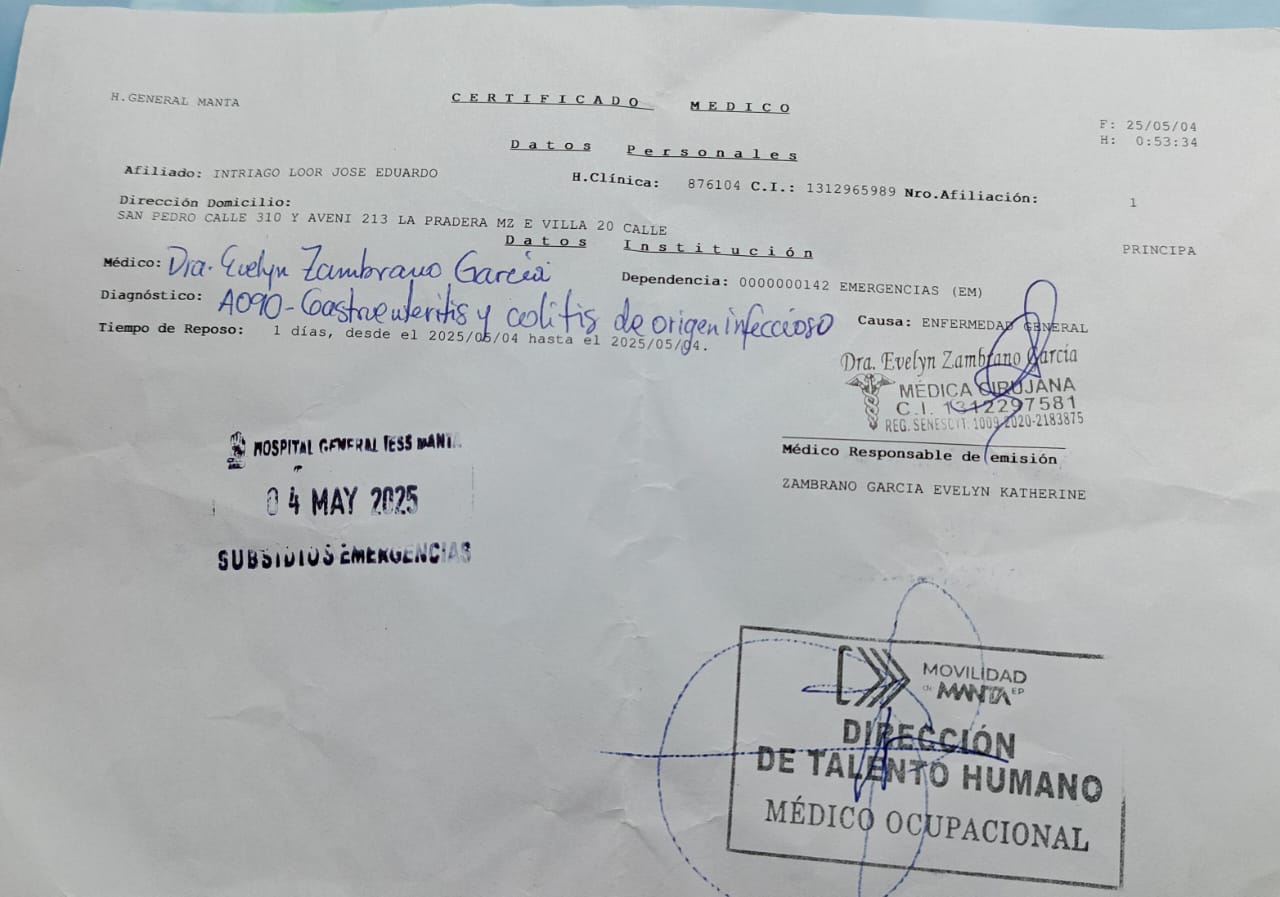 H.GENERAL MANTA
CERTIFICADO MEDICO
F: 25/05/04
H: 0:53:34
Datos Personales
Afiliado: INTRIAGO LOOR JOSE EDUARDO H.Clínica: 876104 C.I.: 1312965989 Nro.Afiliación: 1
Dirección Domicilio:
SAN PEDRO CALLE 310 Y AVENI 213 LA PRADERA MZ E VILLA 20 CALLE PRINCIPA
Datos Institución
Médico: Dra. Evelyn Zambrano García Dependencia: 0000000142 EMERGENCIAS (EM)
Diagnóstico: A090-Gastroenteritis y colitis de origen infeccioso Causa: ENFERMEDAD GENERAL
Tiempo de Reposo: 1 días, desde el 2025/05/04 hasta el 2025/05/04.
Dra. Evelyn Zambrano García
MÉDICA CIRUJANA
C.I. 1312297581
REG. SENESCYT: 1009-2020-2183875
Médico Responsable de emisión
ZAMBRANO GARCIA EVELYN KATHERINE
HOSPITAL GENERAL IESS MANTA
04 MAY 2025
SUBSIDIOS EMERGENCIAS
MOVILIDAD
de MANTA EP
DIRECCIÓN
DE TALENTO HUMANO
MÉDICO OCUPACIONAL